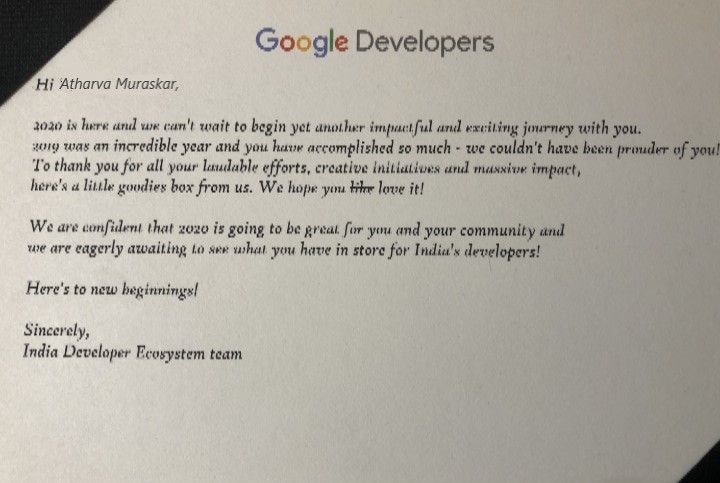 Google Developers
Hi Atharva Muraskar,
2020 is here and we can't wait to begin yet another impactful and exciting journey with you.
2019 was an incredible year and you have accomplished so much - we couldn't have been prouder of you!
To thank you for all your laudable efforts, creative initiatives and massive impact,
here's a little goodies box from us. We hope you like love it!
We are confident that 2020 is going to be great for you and your community and
we are eagerly awaiting to see what you have in store for India's developers!
Here's to new beginnings!
Sincerely,
India Developer Ecosystem team